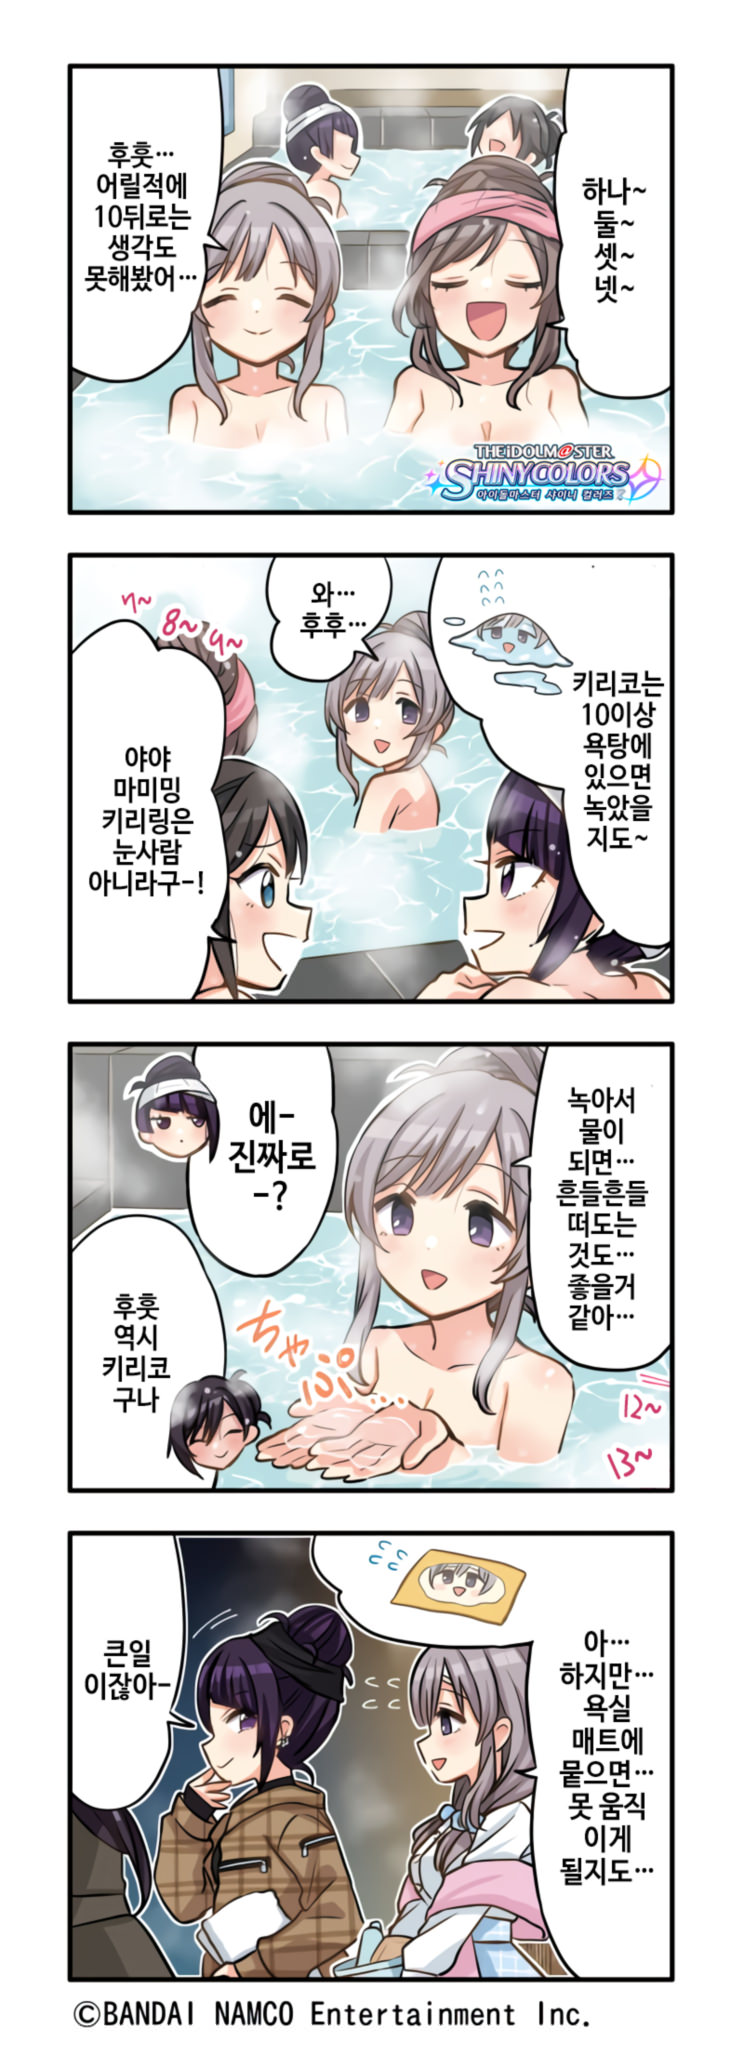 하나~
둘~
셋~
넷~
후훗…
어릴적에
10뒤로는
생각도
못해봤어…
THE iDOLM@STER
SHINYCOLORS
아이돌마스터 샤이니 컬러즈
키리코는
10이상
욕탕에
있으면
녹았을
지도~
와…
후후…
8~
야야
마미밍
키리링은
눈사람
아니라구-!
녹아서
물이
되면…
흔들흔들
떠도는
것도…
좋을거
같아…
에-
진짜로
-?
후훗
역시
키리코
구나
ちゃぷ…
12~
13~
아…
하지만…
욕실
매트에
뭍으면…
못 움직
이게
될지도…
큰일
이잖아-
©BANDAI NAMCO Entertainment Inc.